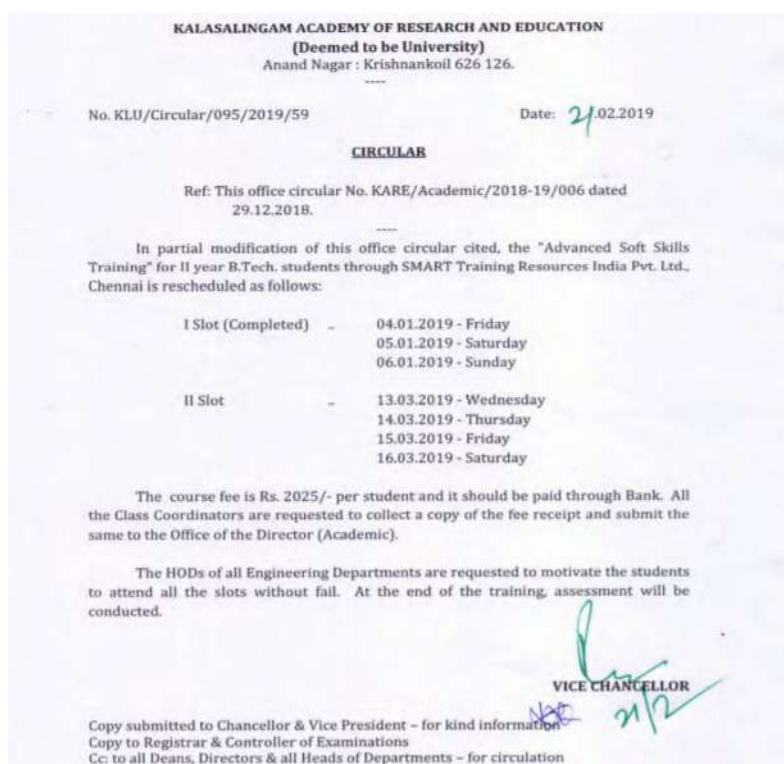 KALASALINGAM ACADEMY OF RESEARCH AND EDUCATION
(Deemed to be University)
Anand Nagar : Krishnankoil 626 126.
----
No. KLU/Circular/095/2019/59 Date: 21.02.2019
CIRCULAR
Ref: This office circular No. KARE/Academic/2018-19/006 dated
29.12.2018.
----
In partial modification of this office circular cited, the "Advanced Soft Skills
Training" for II year B.Tech. students through SMART Training Resources India Pvt. Ltd.,
Chennai is rescheduled as follows:
I Slot (Completed) .. 04.01.2019 - Friday
05.01.2019 - Saturday
06.01.2019 - Sunday
II Slot .. 13.03.2019 - Wednesday
14.03.2019 - Thursday
15.03.2019 - Friday
16.03.2019 - Saturday
The course fee is Rs. 2025/- per student and it should be paid through Bank. All
the Class Coordinators are requested to collect a copy of the fee receipt and submit the
same to the Office of the Director (Academic).
The HODs of all Engineering Departments are requested to motivate the students
to attend all the slots without fail. At the end of the training, assessment will be
conducted.
VICE CHANCELLOR
21/2
Copy submitted to Chancellor & Vice President – for kind information
Copy to Registrar & Controller of Examinations
Cc: to all Deans, Directors & all Heads of Departments – for circulation